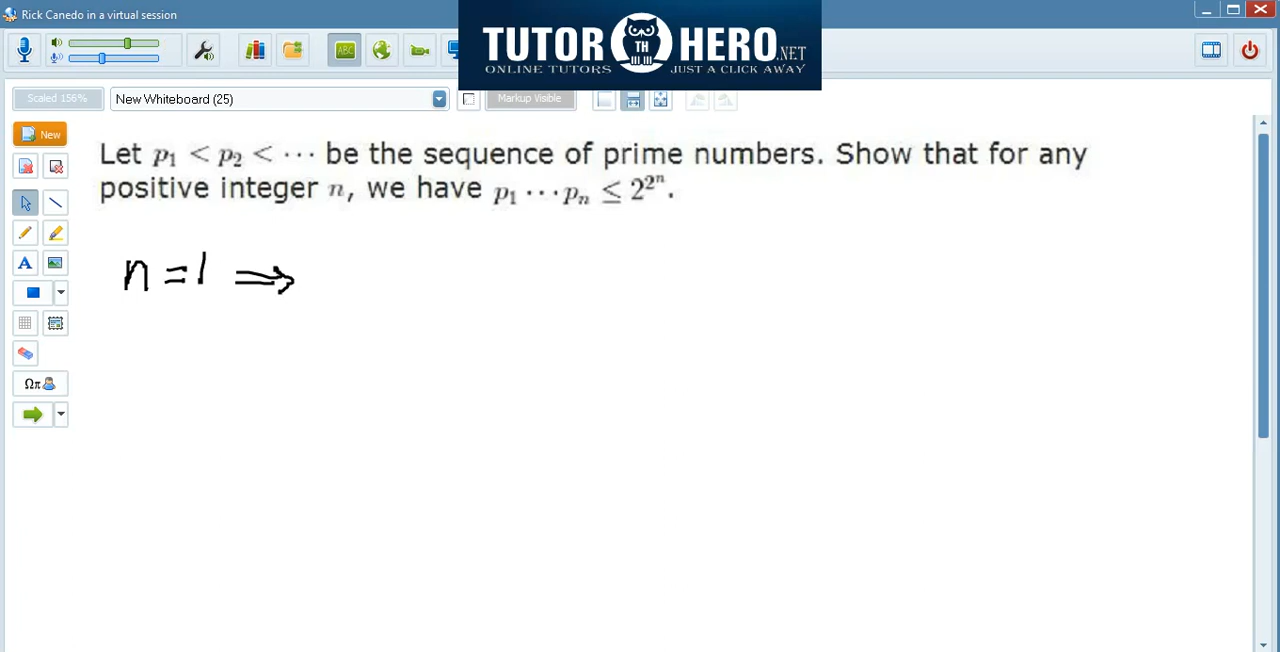 Rick Canedo in a virtual session
TUTOR TH HERO.NET
ONLINE TUTORS JUST A CLICK AWAY
ABC
Scaled 156%
New Whiteboard (25)
Markup Visible
New
Let p₁ < p₂ < ⋯ be the sequence of prime numbers. Show that for any
positive integer n, we have p₁ ⋯ pₙ ≤ 2^{2^n}.
n = 1 ⇒
A
Ωπ